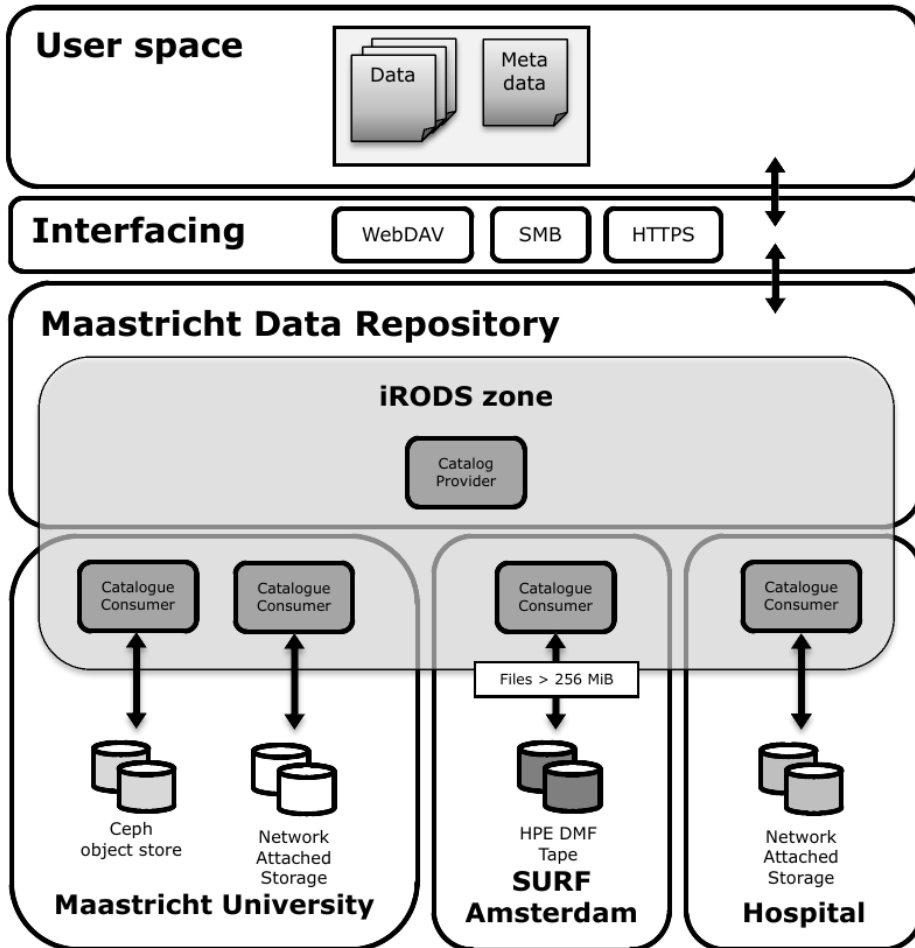 User space
Data
Meta
data
Interfacing
WebDAV
SMB
HTTPS
Maastricht Data Repository
iRODS zone
Catalog
Provider
Catalogue
Consumer
Catalogue
Consumer
Catalogue
Consumer
Catalogue
Consumer
Files > 256 MiB
Ceph
object store
Network
Attached
Storage
HPE DMF
Tape
Network
Attached
Storage
Maastricht University
SURF
Amsterdam
Hospital